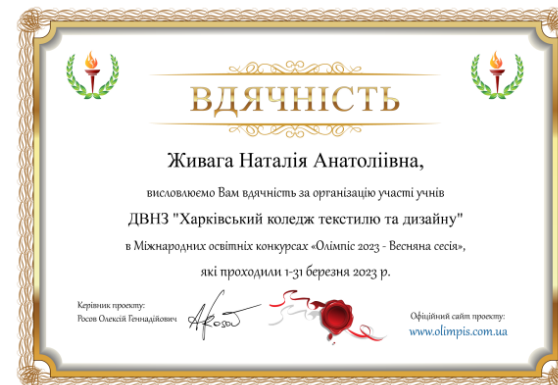 ВДЯЧНІСТЬ
Живага Наталія Анатоліївна,
висловлюємо Вам вдячність за організацію участі учнів
ДВНЗ "Харківський коледж текстилю та дизайну"
в Міжнародних освітніх конкурсах «Олімпіс 2023 - Весняна сесія»,
які проходили 1-31 березня 2023 р.
Керівник проекту:
Росов Олексій Геннадійович
Офіційний сайт проекту:
www.olimpis.com.ua